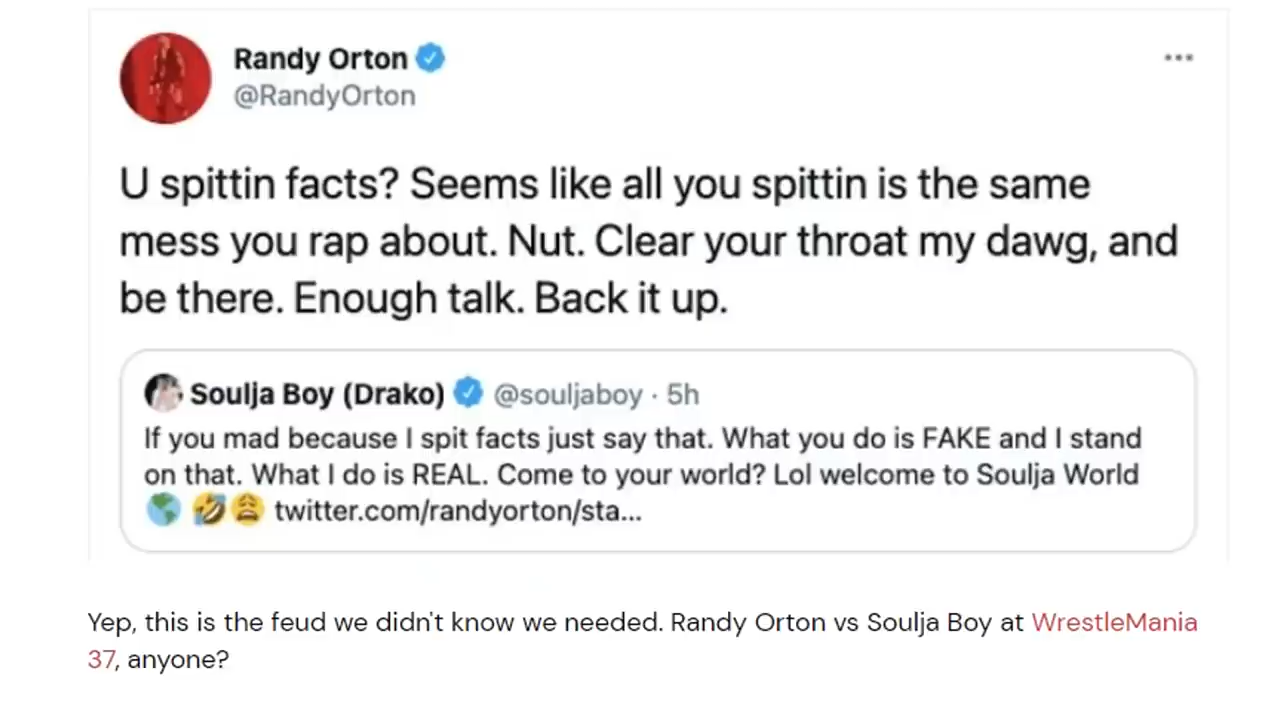 Randy Orton
@RandyOrton
U spittin facts? Seems like all you spittin is the same
mess you rap about. Nut. Clear your throat my dawg, and
be there. Enough talk. Back it up.
Soulja Boy (Drako) @souljaboy · 5h
If you mad because I spit facts just say that. What you do is FAKE and I stand
on that. What I do is REAL. Come to your world? Lol welcome to Soulja World
🌎 🤣😩 twitter.com/randyorton/sta...
Yep, this is the feud we didn't know we needed. Randy Orton vs Soulja Boy at WrestleMania
37, anyone?